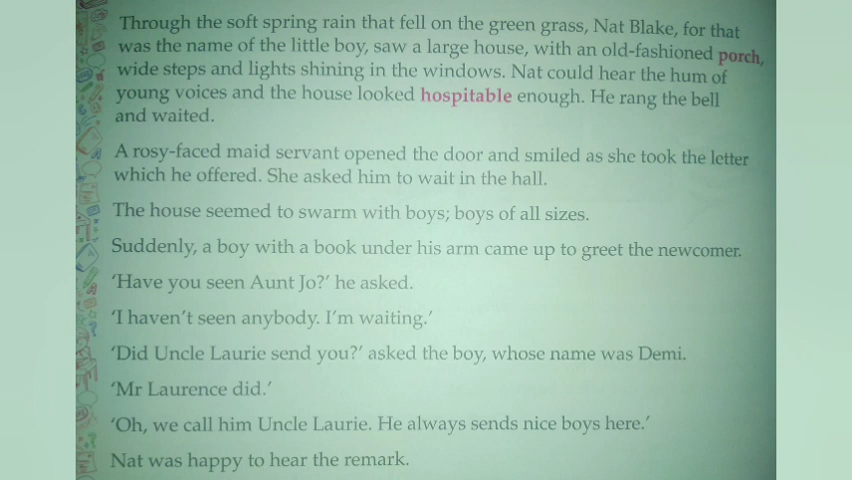 Through the soft spring rain that fell on the green grass, Nat Blake, for that
was the name of the little boy, saw a large house, with an old-fashioned porch,
wide steps and lights shining in the windows. Nat could hear the hum of
young voices and the house looked hospitable enough. He rang the bell
and waited.
A rosy-faced maid servant opened the door and smiled as she took the letter
which he offered. She asked him to wait in the hall.
The house seemed to swarm with boys; boys of all sizes.
Suddenly, a boy with a book under his arm came up to greet the newcomer.
‘Have you seen Aunt Jo?’ he asked.
‘I haven’t seen anybody. I’m waiting.’
‘Did Uncle Laurie send you?’ asked the boy, whose name was Demi.
‘Mr Laurence did.’
‘Oh, we call him Uncle Laurie. He always sends nice boys here.’
Nat was happy to hear the remark.